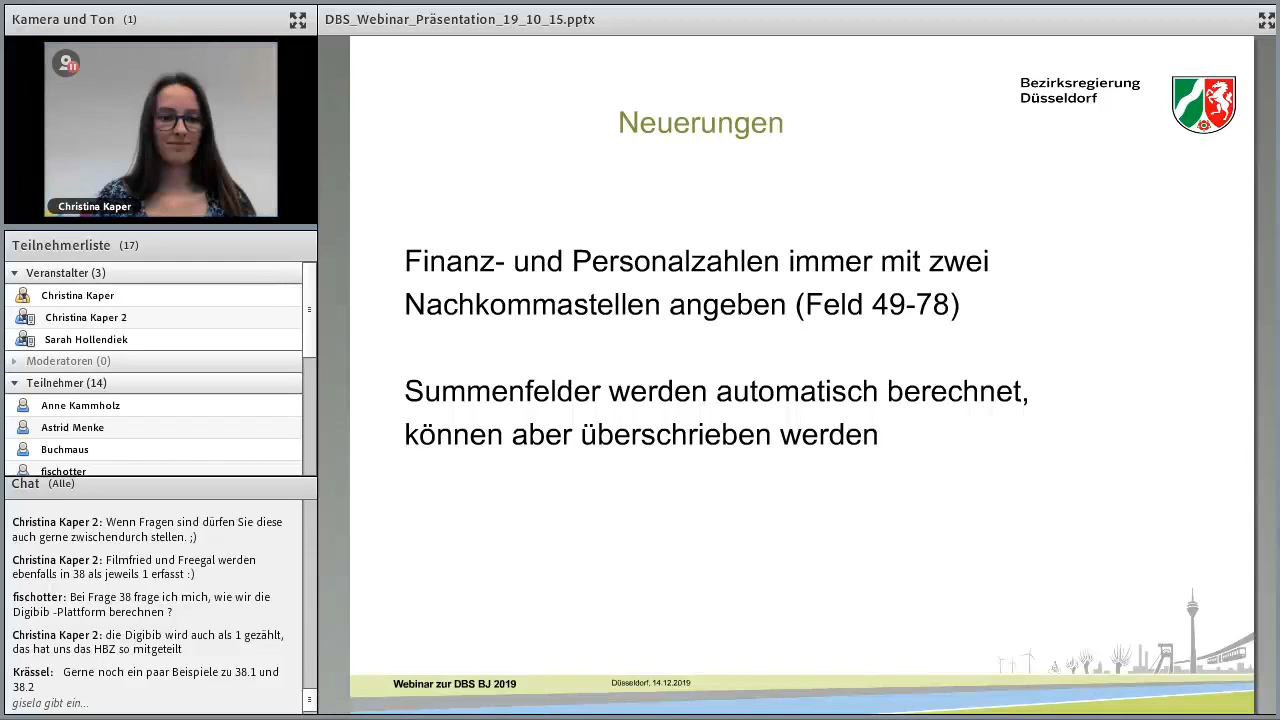 Kamera und Ton (1)
DBS_Webinar_Präsentation_19_10_15.pptx
Christina Kaper
Teilnehmerliste (17)
Veranstalter (3)
Christina Kaper
Christina Kaper 2
Sarah Hollendiek
Moderatoren (0)
Teilnehmer (14)
Anne Kammholz
Astrid Menke
Buchmaus
fischotter
Chat (Alle)
Christina Kaper 2: Wenn Fragen sind dürfen Sie diese
auch gerne zwischendurch stellen. ;)
Christina Kaper 2: Filmfried und Freegal werden
ebenfalls in 38 als jeweils 1 erfasst :)
fischotter: Bei Frage 38 frage ich mich, wie wir die
Digibib -Plattform berechnen ?
Christina Kaper 2: die Digibib wird auch als 1 gezählt,
das hat uns das HBZ so mitgeteilt
Krässel: Gerne noch ein paar Beispiele zu 38.1 und
38.2
gisela gibt ein...
Bezirksregierung
Düsseldorf
Neuerungen
Finanz- und Personalzahlen immer mit zwei
Nachkommastellen angeben (Feld 49-78)
Summenfelder werden automatisch berechnet,
können aber überschrieben werden
Webinar zur DBS BJ 2019
Düsseldorf, 14.12.2019